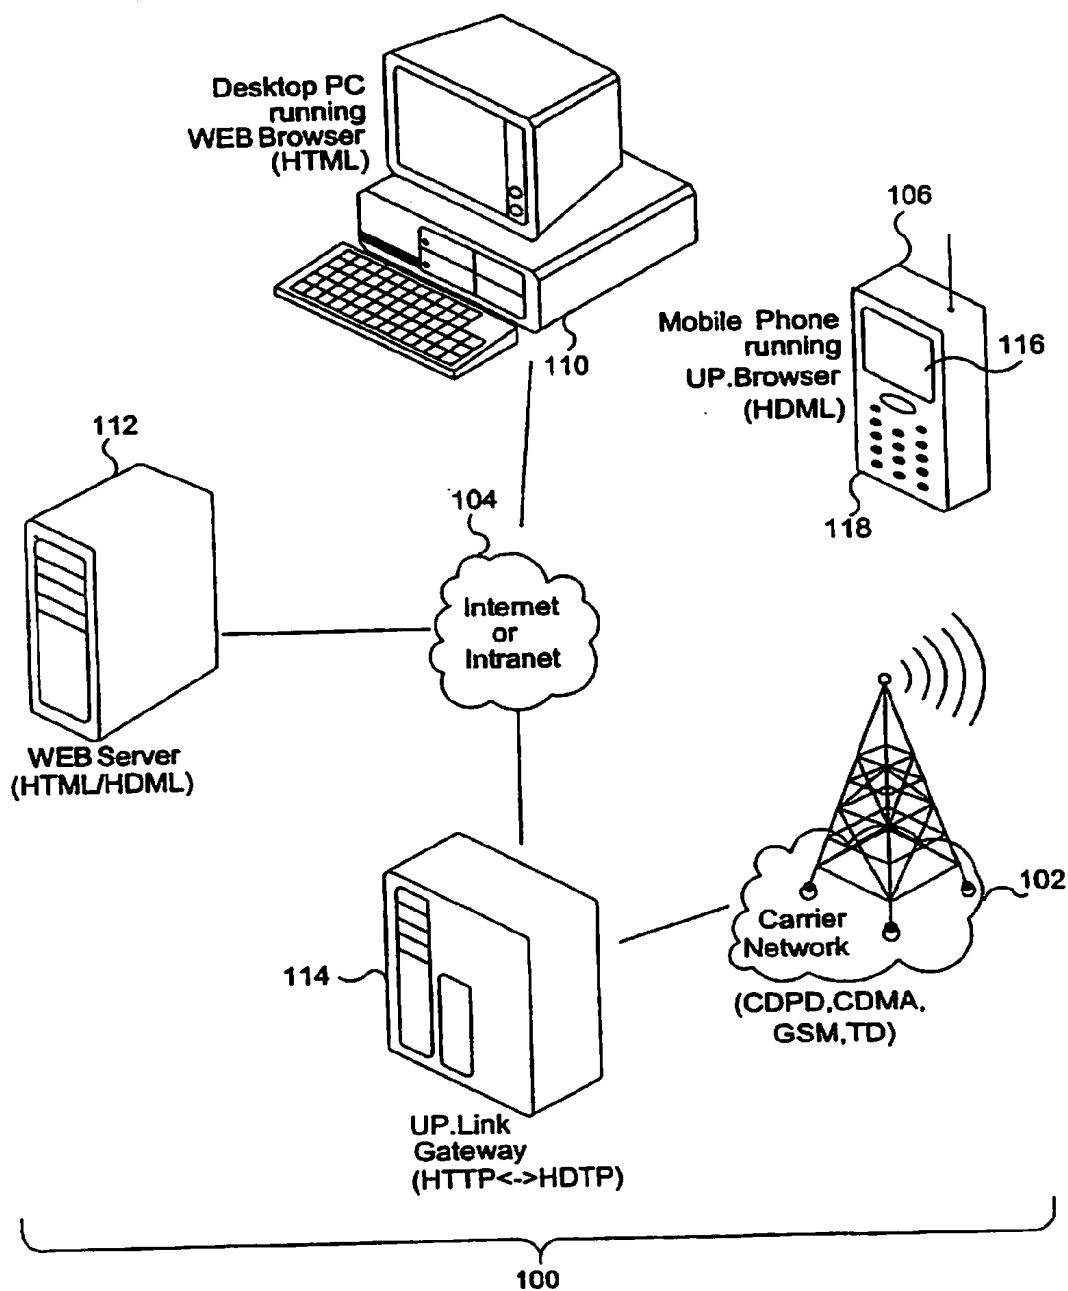 Desktop PC
running
WEB Browser
(HTML)
110
106
Mobile Phone
running
UP.Browser
(HDML)
116
118
112
104
Internet
or
Intranet
WEB Server
(HTML/HDML)
102
Carrier
Network
(CDPD,CDMA,
GSM,TD)
114
UP.Link
Gateway
(HTTP<->HDTP)
100